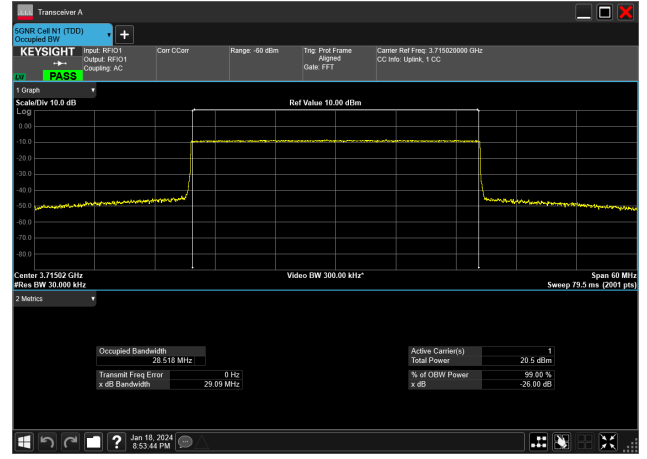 Transceiver A
5GNR Cell N1 (TDD)
Occupied BW
KEYSIGHT
LIV
PASS
Input: RFIO1
Output: RFIO1
Coupling: AC
Corr CCorr
Range: -60 dBm
Trig: Prot Frame
Aligned
Gate: FFT
Carrier Ref Freq: 3.715020000 GHz
CC Info: Uplink, 1 CC
1 Graph
Scale/Div 10.0 dB
Ref Value 10.00 dBm
Log
0.00
-10.0
-20.0
-30.0
-40.0
-50.0
-60.0
-70.0
-80.0
Center 3.71502 GHz
#Res BW 30.000 kHz
Video BW 300.00 kHz*
Span 60 MHz
Sweep 79.5 ms (2001 pts)
2 Metrics
Occupied Bandwidth
28.518 MHz
Transmit Freq Error 0 Hz
x dB Bandwidth 29.09 MHz
Active Carrier(s) 1
Total Power 20.5 dBm
% of OBW Power 99.00 %
x dB -26.00 dB
?
Jan 18, 2024
8:53:44 PM